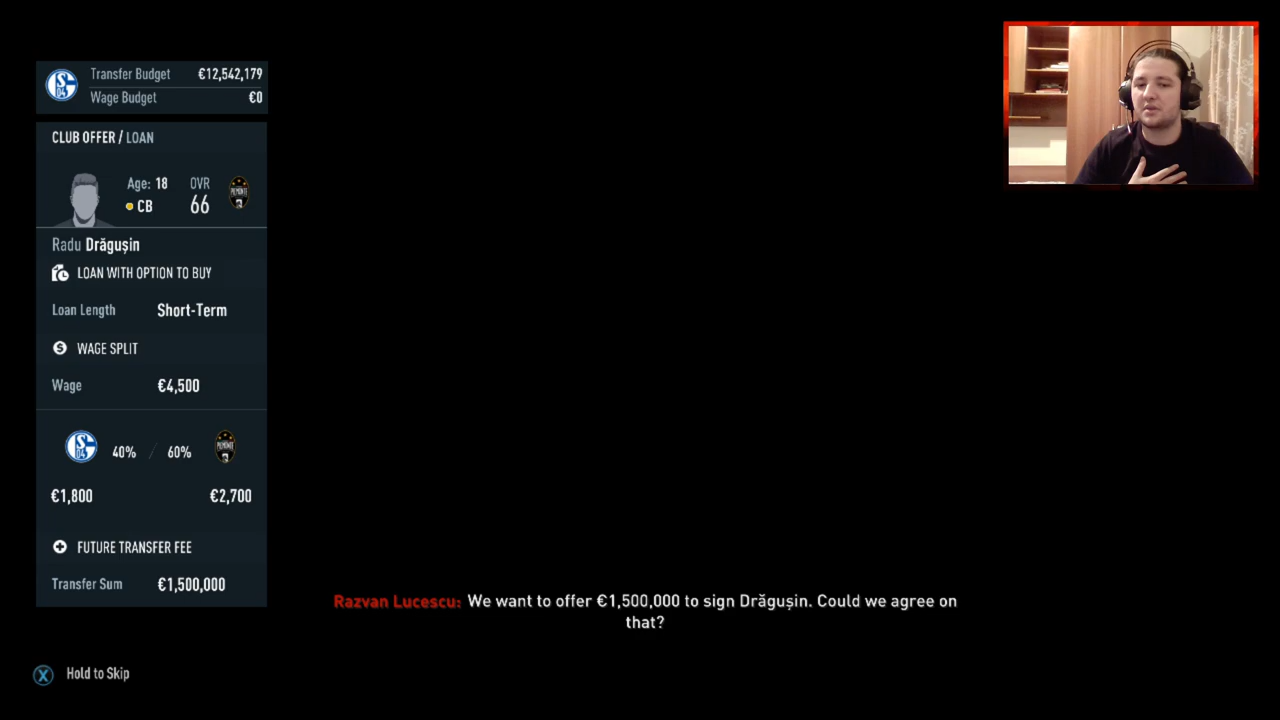 Transfer Budget €12,542,179
Wage Budget €0
CLUB OFFER / LOAN
Age: 18 OVR
CB 66
Radu Drăgușin
LOAN WITH OPTION TO BUY
Loan Length Short-Term
WAGE SPLIT
Wage €4,500
40% / 60%
€1,800 €2,700
FUTURE TRANSFER FEE
Transfer Sum €1,500,000
Razvan Lucescu: We want to offer €1,500,000 to sign Drăgușin. Could we agree on
that?
X Hold to Skip